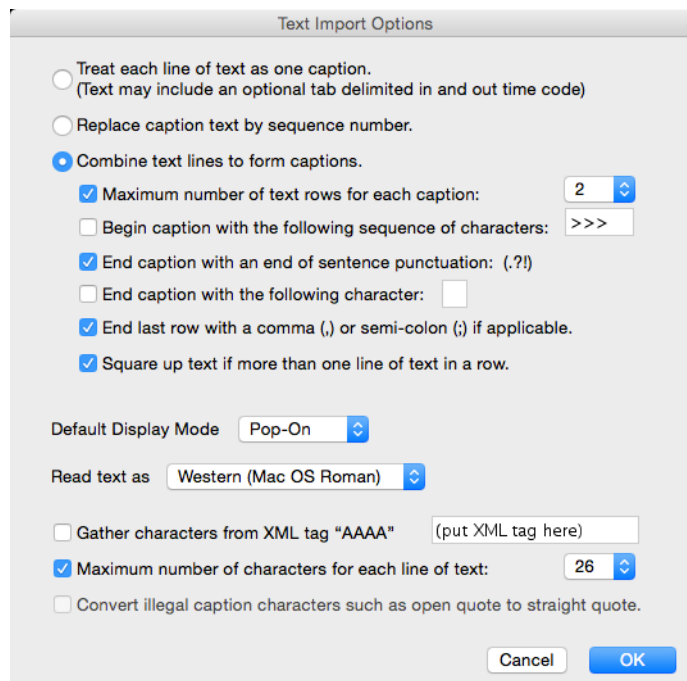 Text Import Options
Treat each line of text as one caption.
(Text may include an optional tab delimited in and out time code)
Replace caption text by sequence number.
Combine text lines to form captions.
Maximum number of text rows for each caption: 2
Begin caption with the following sequence of characters: >>>
End caption with an end of sentence punctuation: (.?!)
End caption with the following character:
End last row with a comma (,) or semi-colon (;) if applicable.
Square up text if more than one line of text in a row.
Default Display Mode Pop-On
Read text as Western (Mac OS Roman)
Gather characters from XML tag “AAAA” (put XML tag here)
Maximum number of characters for each line of text: 26
Convert illegal caption characters such as open quote to straight quote.
Cancel OK